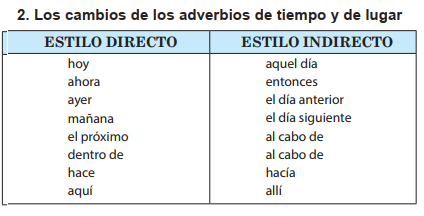 2. Los cambios de los adverbios de tiempo y de lugar
ESTILO DIRECTO ESTILO INDIRECTO
hoy aquel día
ahora entonces
ayer el día anterior
mañana el día siguiente
el próximo al cabo de
dentro de al cabo de
hace hacía
aquí allí